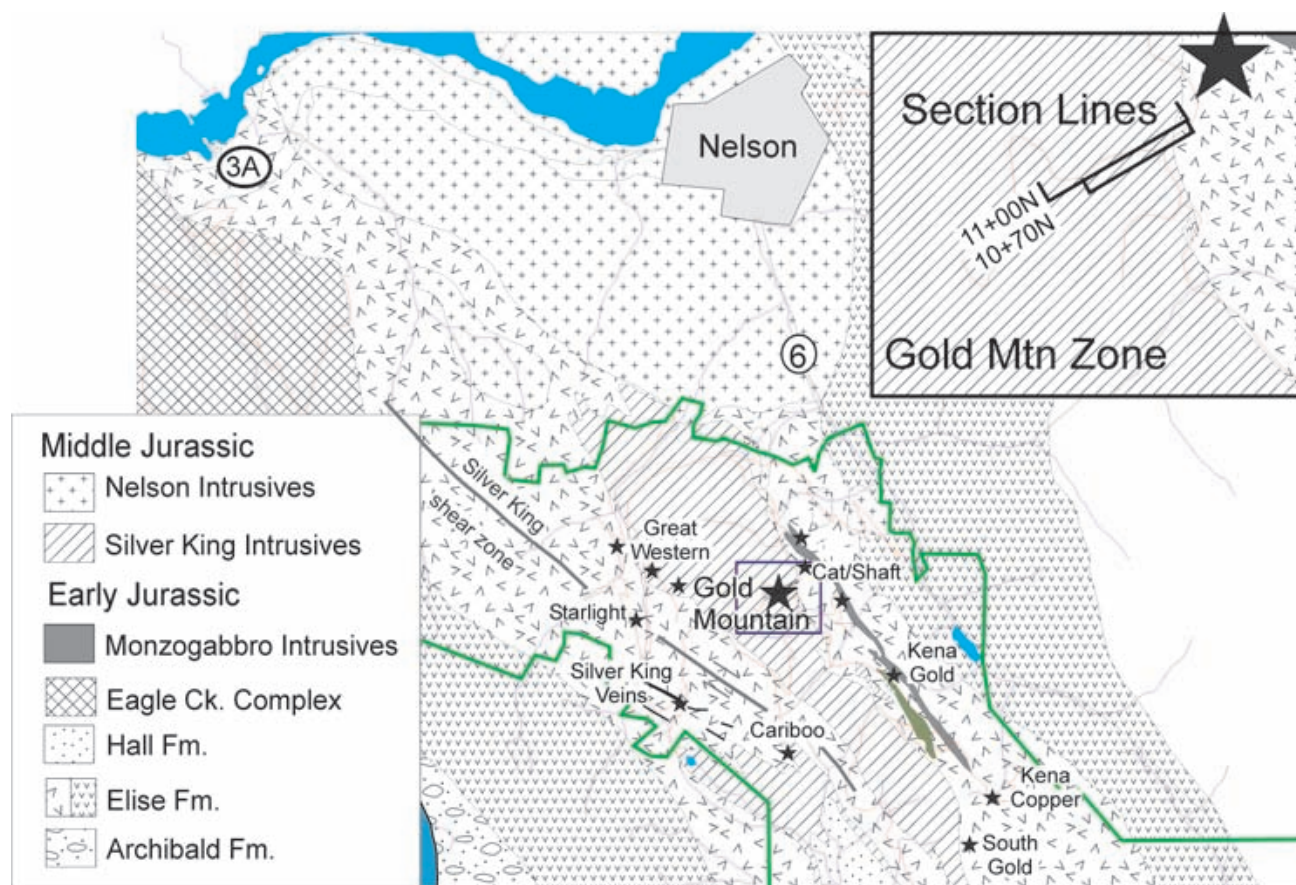 Nelson
3A
6
Section Lines
11+00N
10+70N
Gold Mtn Zone
Middle Jurassic
Nelson Intrusives
Silver King Intrusives
Early Jurassic
Monzogabbro Intrusives
Eagle Ck. Complex
Hall Fm.
Elise Fm.
Archibald Fm.
Silver King
shear zone
Great
Western
Gold
Mountain
Cat/Shaft
Starlight
Silver King
Veins
Kena
Gold
Cariboo
Kena
Copper
South
Gold